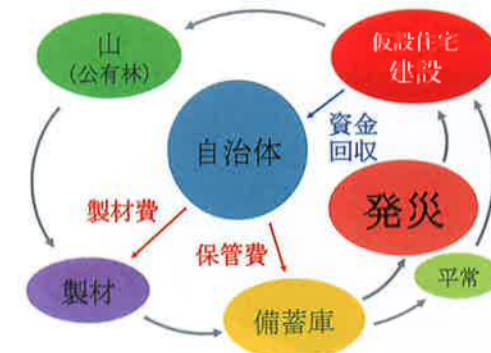 山
(公有林)
仮設住宅
建設
自治体
資金
回収
発災
製材費
保管費
平常
製材
備蓄庫